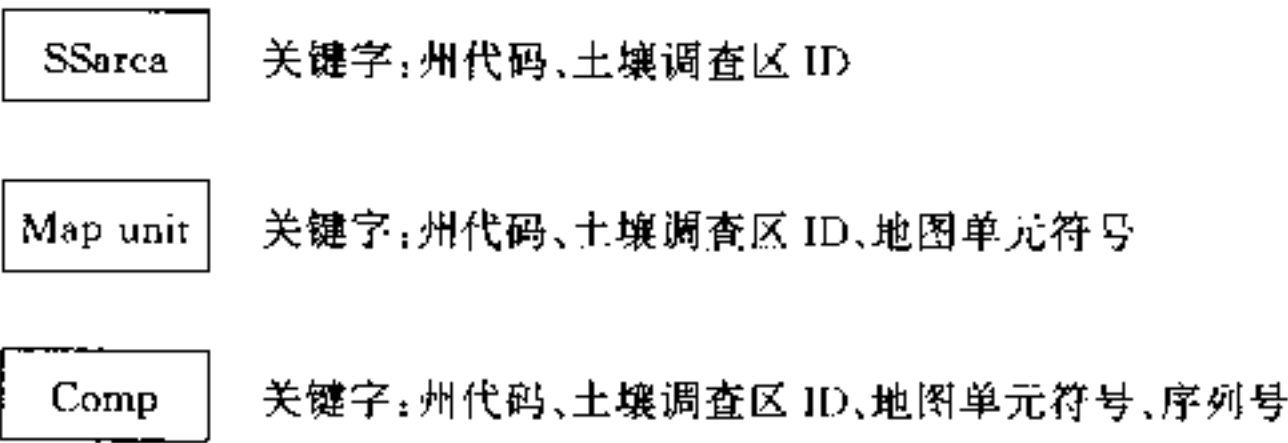 SSarea 关键字:州代码、土壤调查区 ID
Map unit 关键字:州代码、土壤调查区 ID、地图单元符号
Comp 关键字:州代码、土壤调查区 ID、地图单元符号、序列号